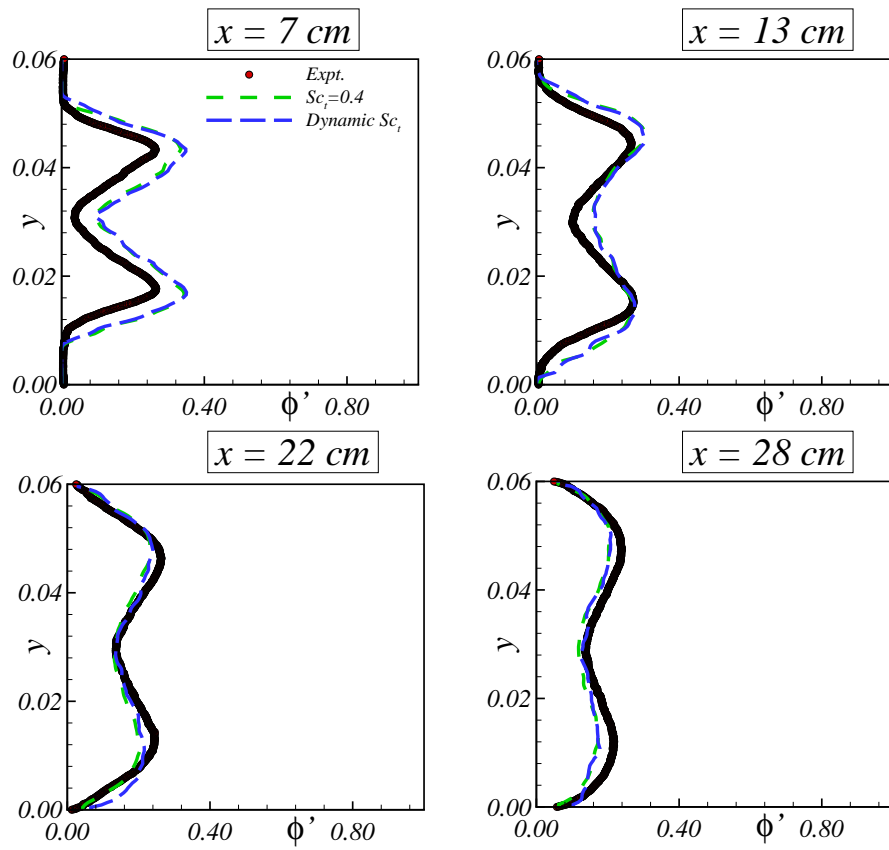 x = 7 cm
0.06
0.04
0.02
0.00
y
0.00
0.40
ϕ’
0.80
Expt.
Sc_t=0.4
Dynamic Sc_t
x = 13 cm
0.06
0.04
0.02
0.00
y
0.00
0.40
ϕ’
0.80
x = 22 cm
0.06
0.04
0.02
0.00
y
0.00
0.40
ϕ’
0.80
x = 28 cm
0.06
0.04
0.02
0.00
y
0.00
0.40
ϕ’
0.80